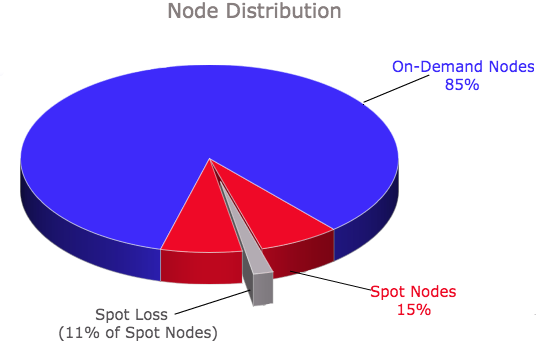 Node Distribution
On-Demand Nodes
85%
Spot Nodes
15%
Spot Loss
(11% of Spot Nodes)